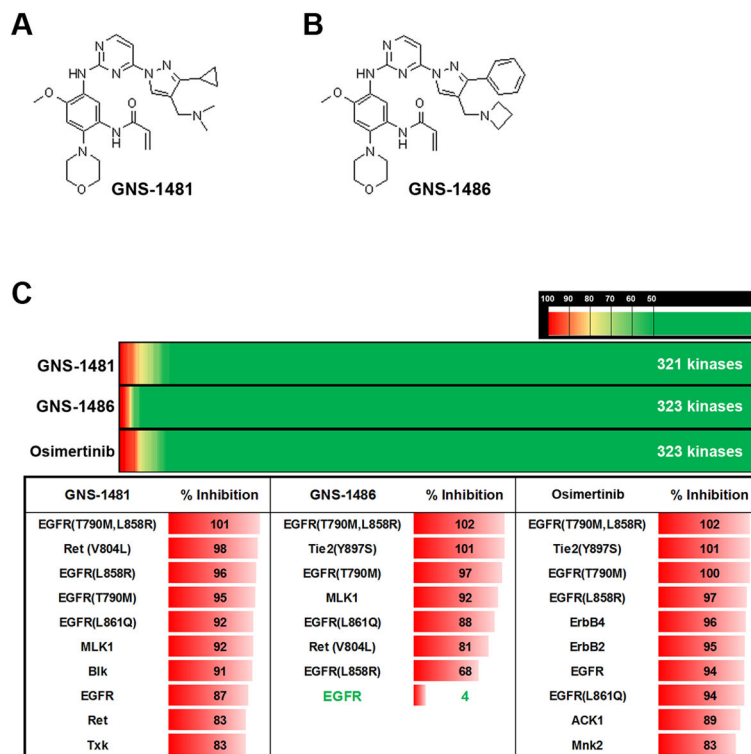 A
B
N
N
NH
N
N
N
O
O
NH
N
N
O
GNS-1481
N
N
NH
N
N
N
O
O
NH
N
N
O
GNS-1486
C
100 90 80 70 60 50
GNS-1481 321 kinases
GNS-1486 323 kinases
Osimertinib 323 kinases
GNS-1481 % Inhibition GNS-1486 % Inhibition Osimertinib % Inhibition
EGFR(T790M,L858R) 101 EGFR(T790M,L858R) 102 EGFR(T790M,L858R) 102
Ret (V804L) 98 Tie2(Y897S) 101 Tie2(Y897S) 101
EGFR(L858R) 96 EGFR(T790M) 97 EGFR(T790M) 100
EGFR(T790M) 95 MLK1 92 EGFR(L858R) 97
EGFR(L861Q) 92 EGFR(L861Q) 88 ErbB4 96
MLK1 92 Ret (V804L) 81 ErbB2 95
Blk 91 EGFR(L858R) 68 EGFR 94
EGFR 87 EGFR 4 EGFR(L861Q) 94
Ret 83 ACK1 89
Txk 83 Mnk2 83